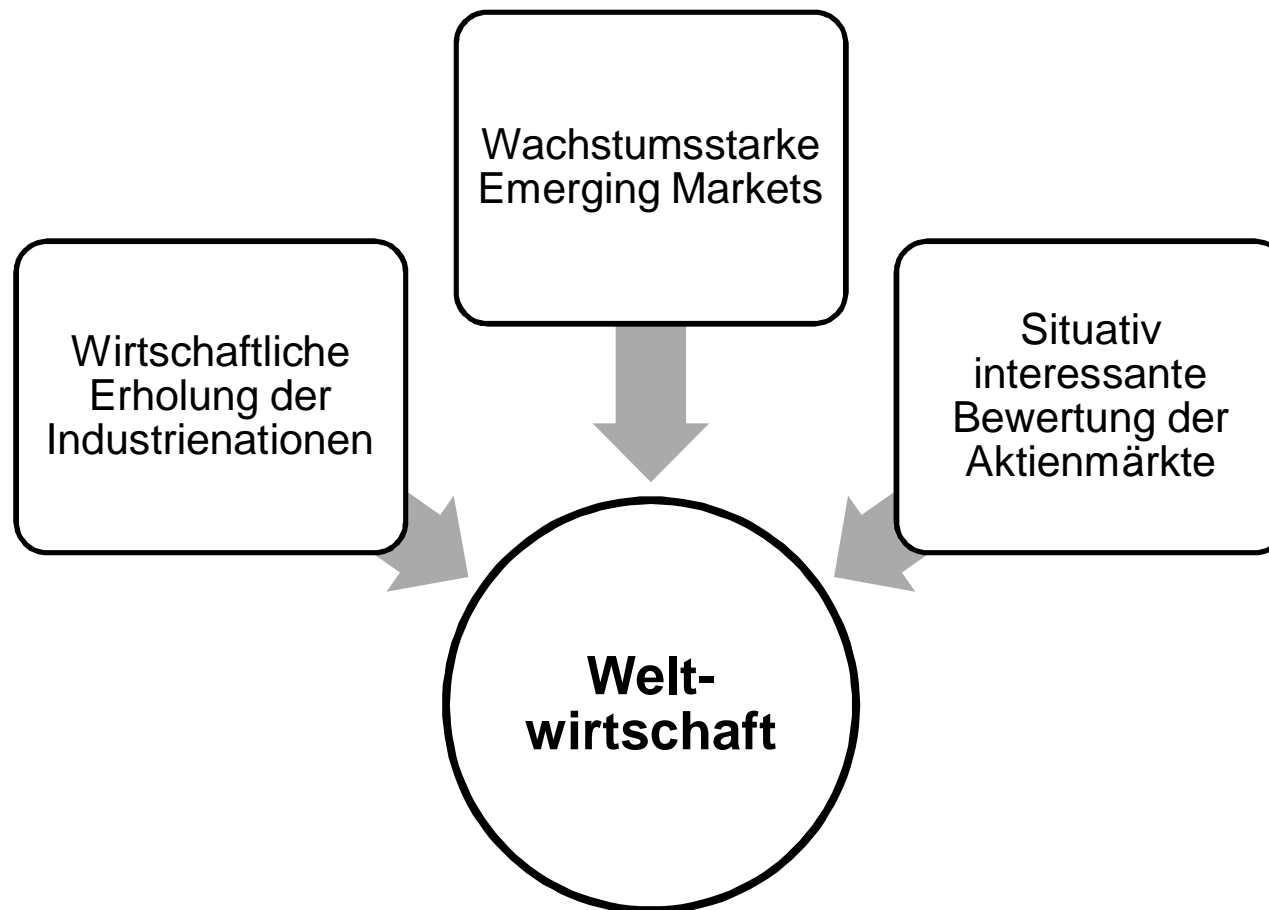 Wachstumsstarke
Emerging Markets
Wirtschaftliche
Erholung der
Industrienationen
Situativ
interessante
Bewertung der
Aktienmärkte
Welt-
wirtschaft